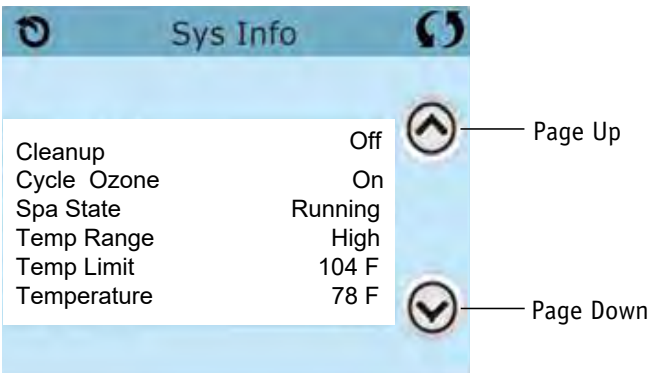 Sys Info
Page Up
Cleanup Off
Cycle Ozone On
Spa State Running
Temp Range High
Temp Limit 104 F
Temperature 78 F
Page Down